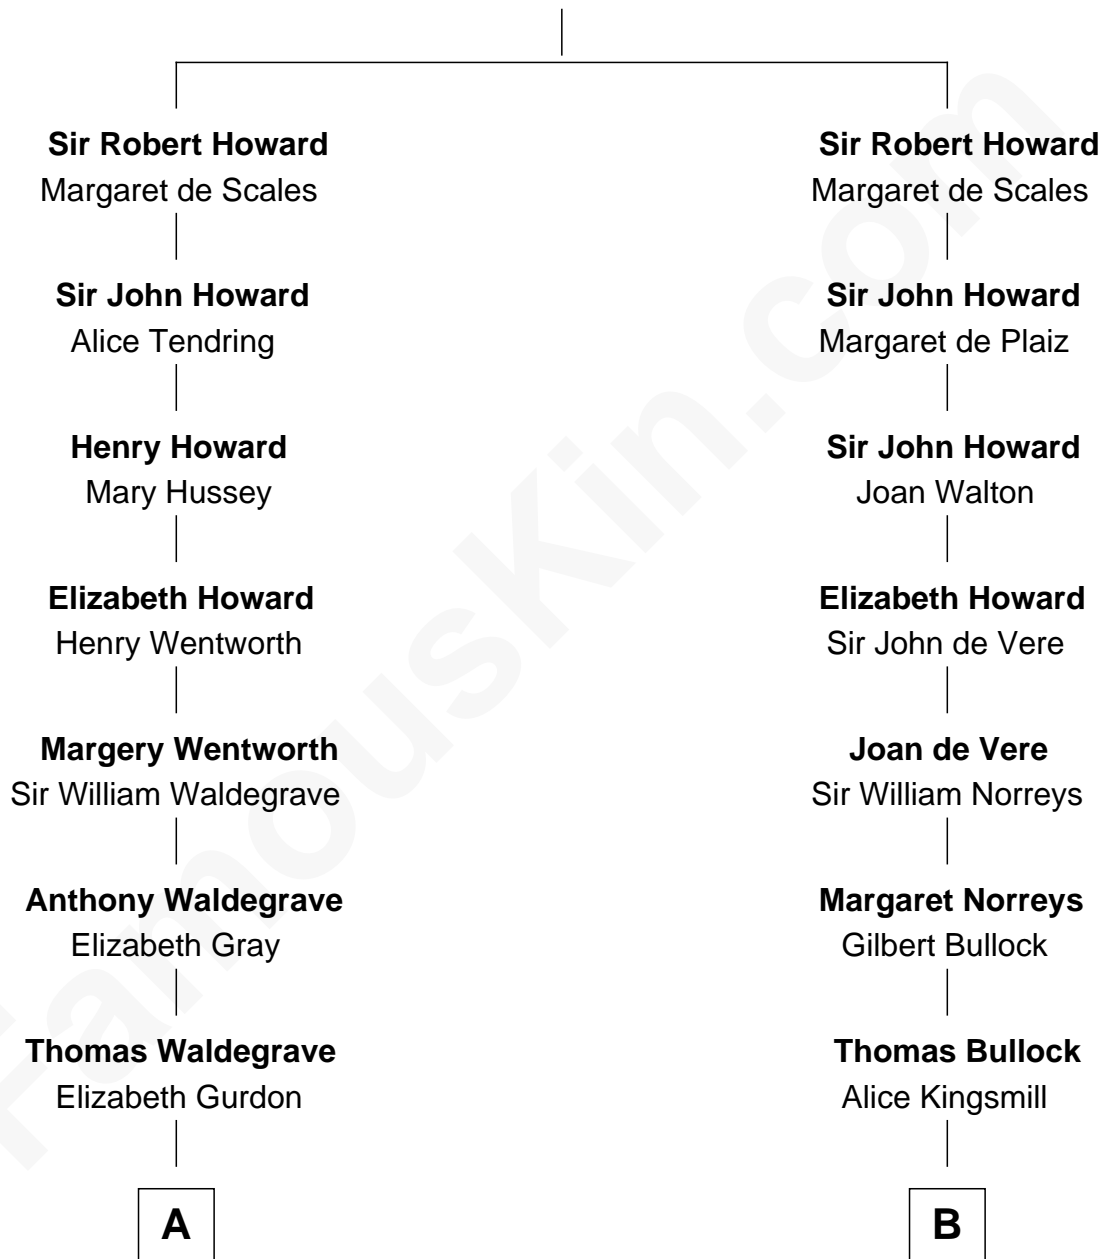 Sir Robert Howard
Margaret de Scales
Sir John Howard
Alice Tendring
Henry Howard
Mary Hussey
Elizabeth Howard
Henry Wentworth
Margery Wentworth
Sir William Waldegrave
Anthony Waldegrave
Elizabeth Gray
Thomas Waldegrave
Elizabeth Gurdon
A
Sir Robert Howard
Margaret de Scales
Sir John Howard
Margaret de Plaiz
Sir John Howard
Joan Walton
Elizabeth Howard
Sir John de Vere
Joan de Vere
Sir William Norreys
Margaret Norreys
Gilbert Bullock
Thomas Bullock
Alice Kingsmill
B
FamousKin.com